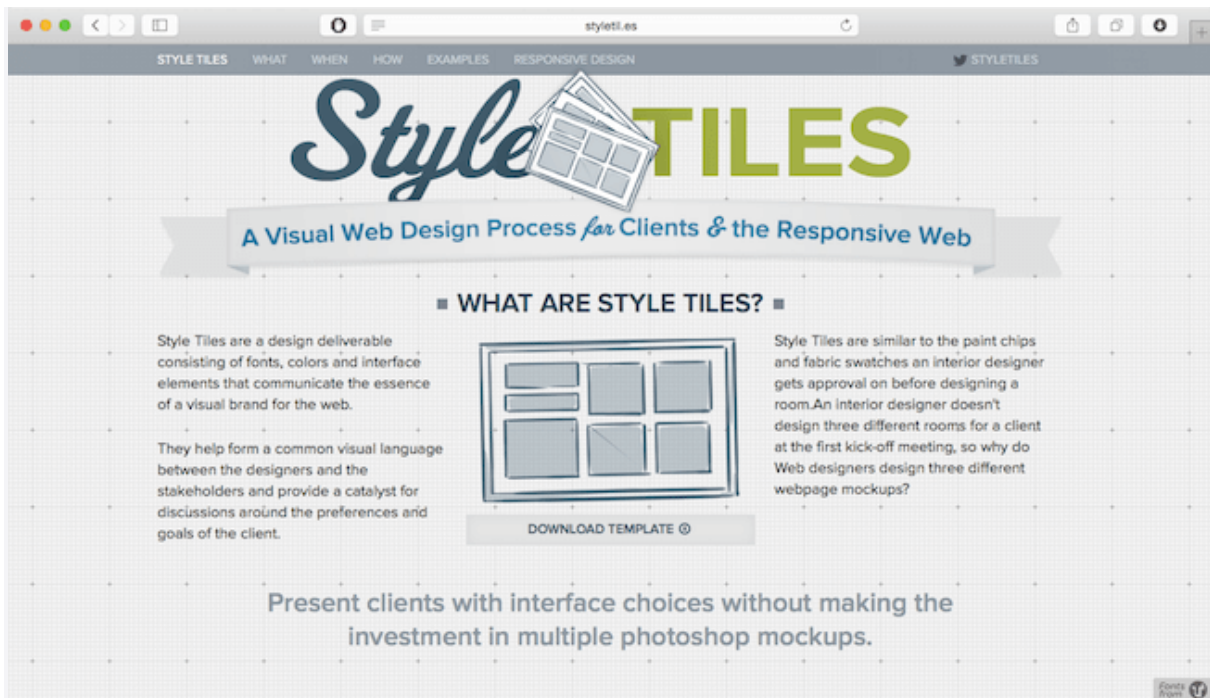 styletil.es
STYLE TILES WHAT WHEN HOW EXAMPLES RESPONSIVE DESIGN STYLETILES
Style TILES
A Visual Web Design Process for Clients & the Responsive Web
WHAT ARE STYLE TILES?
Style Tiles are a design deliverable
consisting of fonts, colors and interface
elements that communicate the essence
of a visual brand for the web.
They help form a common visual language
between the designers and the
stakeholders and provide a catalyst for
discussions around the preferences and
goals of the client.
DOWNLOAD TEMPLATE
Style Tiles are similar to the paint chips
and fabric swatches an interior designer
gets approval on before designing a
room.An interior designer doesn't
design three different rooms for a client
at the first kick-off meeting, so why do
Web designers design three different
webpage mockups?
Present clients with interface choices without making the
investment in multiple photoshop mockups.
Fonts
from